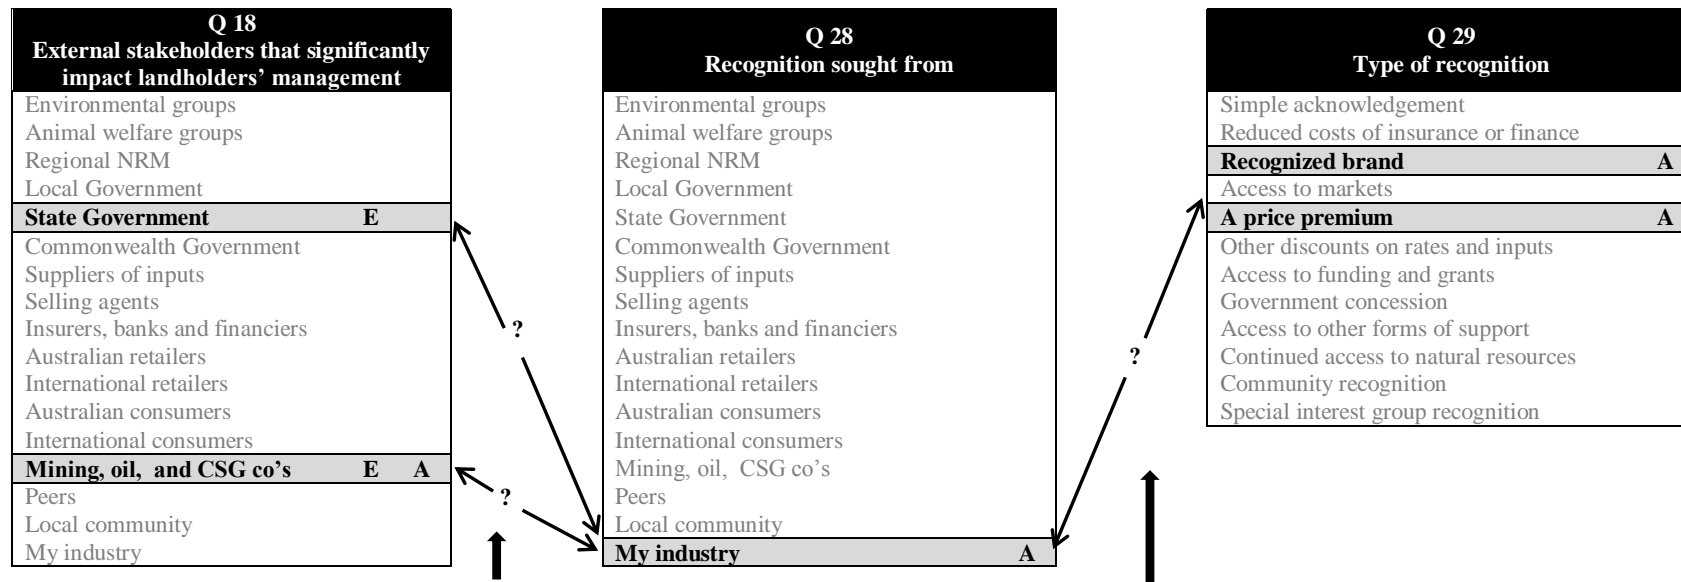 Q 18
External stakeholders that significantly
impact landholders’ management
Environmental groups
Animal welfare groups
Regional NRM
Local Government
State Government E
Commonwealth Government
Suppliers of inputs
Selling agents
Insurers, banks and financiers
Australian retailers
International retailers
Australian consumers
International consumers
Mining, oil, and CSG co’s E A
Peers
Local community
My industry
?
?
Q 28
Recognition sought from
Environmental groups
Animal welfare groups
Regional NRM
Local Government
State Government
Commonwealth Government
Suppliers of inputs
Selling agents
Insurers, banks and financiers
Australian retailers
International retailers
Australian consumers
International consumers
Mining, oil, CSG co’s
Peers
Local community
My industry A
?
Q 29
Type of recognition
Simple acknowledgement
Reduced costs of insurance or finance
Recognized brand A
Access to markets
A price premium A
Other discounts on rates and inputs
Access to funding and grants
Government concession
Access to other forms of support
Continued access to natural resources
Community recognition
Special interest group recognition